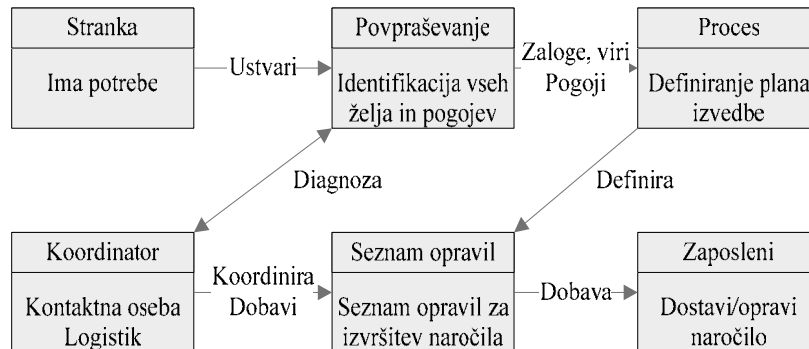 Stranka
Ima potrebe
Ustvari
Povpraševanje
Identifikacija vseh
želja in pogojev
Zaloge, viri
Pogoji
Proces
Definiranje plana
izvedbe
Diagnoza
Definira
Koordinator
Kontaktna oseba
Logistik
Koordinira
Dobavi
Seznam opravil
Seznam opravil za
izvršitev naročila
Dobava
Zaposleni
Dostavi/opravi
naročilo